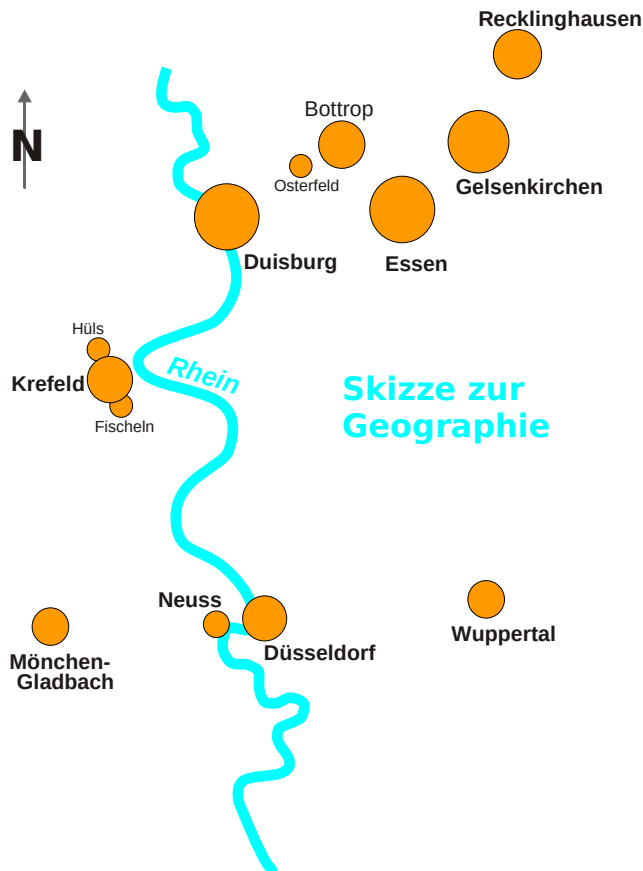 Recklinghausen
Bottrop
N
Osterfeld
Gelsenkirchen
Duisburg
Essen
Hüls
Rhein
Krefeld
Skizze zur
Geographie
Fischeln
Neuss
Wuppertal
Düsseldorf
Mönchen-
Gladbach